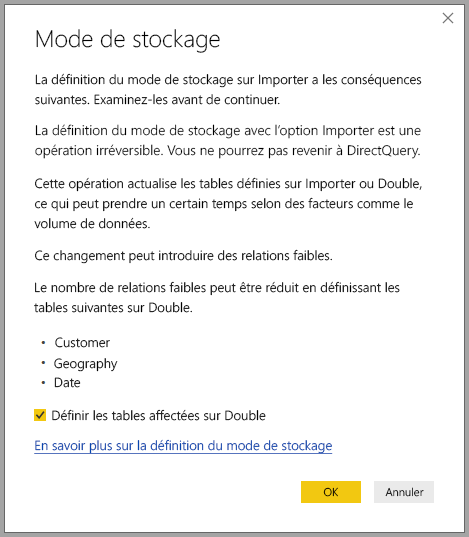 Mode de stockage
La définition du mode de stockage sur Importer a les conséquences
suivantes. Examinez-les avant de continuer.
La définition du mode de stockage avec l'option Importer est une
opération irréversible. Vous ne pourrez pas revenir à DirectQuery.
Cette opération actualise les tables définies sur Importer ou Double,
ce qui peut prendre un certain temps selon des facteurs comme le
volume de données.
Ce changement peut introduire des relations faibles.
Le nombre de relations faibles peut être réduit en définissant les
tables suivantes sur Double.
• Customer
• Geography
• Date
Définir les tables affectées sur Double
En savoir plus sur la définition du mode de stockage
OK
Annuler